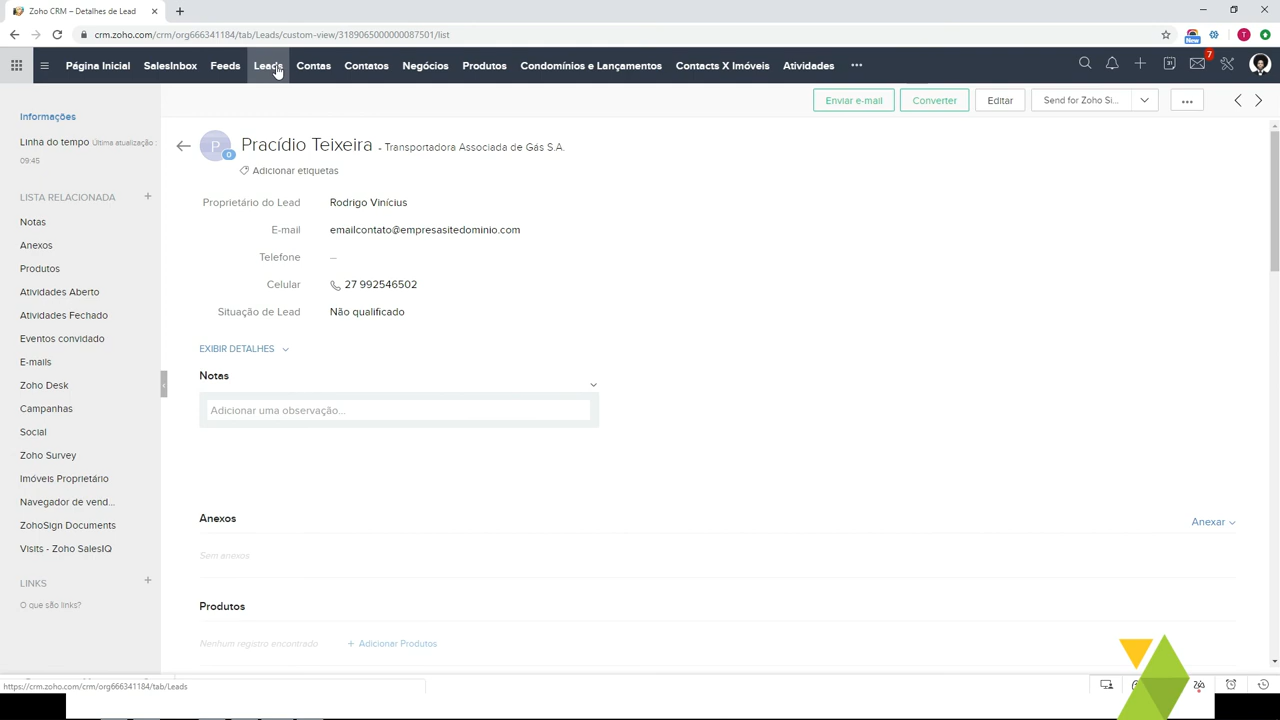 Zoho CRM – Detalhes de Lead
crm.zoho.com/crm/org666341184/tab/Leads/custom-view/3189065000000087501/list
New
T
Página Inicial SalesInbox Feeds Leads Contas Contatos Negócios Produtos Condomínios e Lançamentos Contacts X Imóveis Atividades
31
7
Enviar e-mail Converter Editar Send for Zoho Si...
Informações
Linha do tempo Última atualização :
09:45
LISTA RELACIONADA
Notas
Anexos
Produtos
Atividades Aberto
Atividades Fechado
Eventos convidado
E-mails
Zoho Desk
Campanhas
Social
Zoho Survey
Imóveis Proprietário
Navegador de vend...
ZohoSign Documents
Visits - Zoho SalesIQ
LINKS
O que são links?
P
0
Pracídio Teixeira - Transportadora Associada de Gás S.A.
Adicionar etiquetas
Proprietário do Lead Rodrigo Vinícius
E-mail emailcontato@empresasitedominio.com
Telefone —
Celular 27 992546502
Situação de Lead Não qualificado
EXIBIR DETALHES
Notas
Adicionar uma observação...
Anexos
Anexar
Sem anexos
Produtos
Nenhum registro encontrado + Adicionar Produtos
https://crm.zoho.com/crm/org666341184/tab/Leads